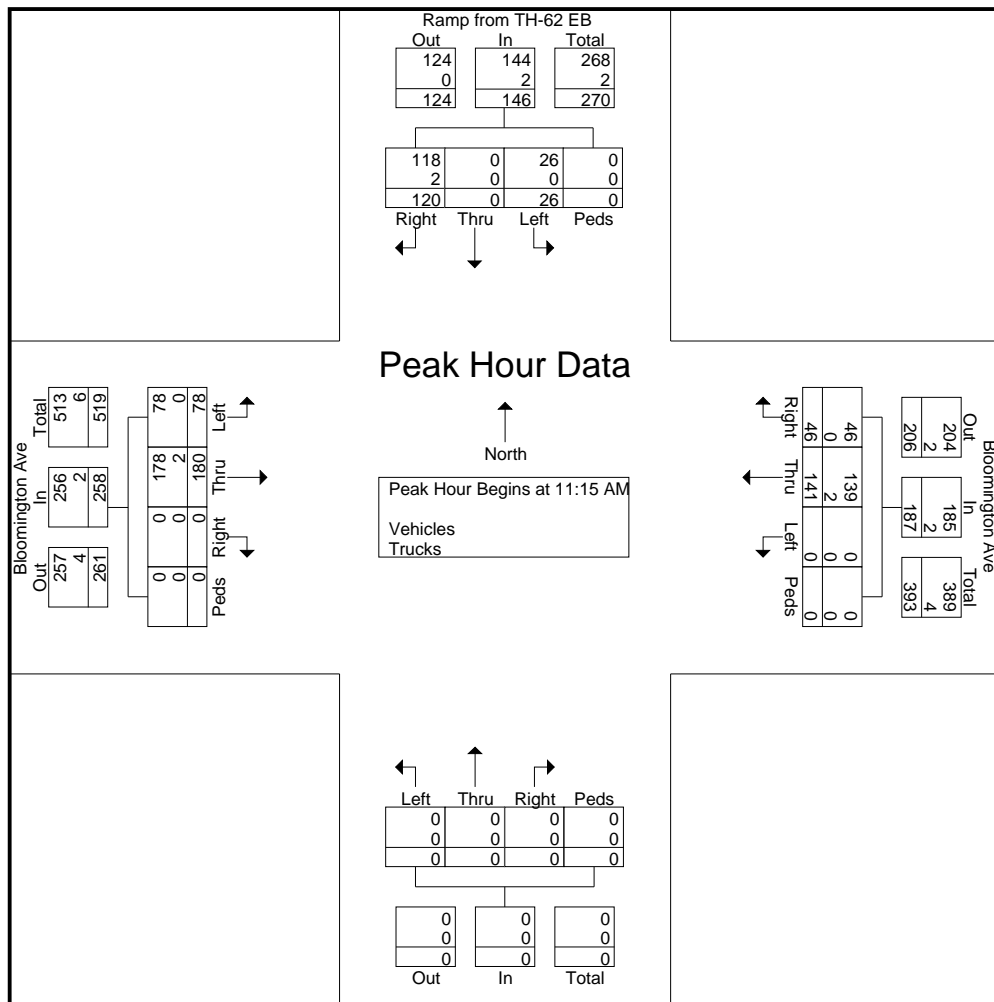 Ramp from TH-62 EB
Out In Total
124 144 268
0 2 2
124 146 270
118 0 26 0
2 0 0 0
120 0 26 0
Right Thru Left Peds
Peak Hour Data
North
Peak Hour Begins at 11:15 AM
Vehicles
Trucks
Bloomington Ave
Out In Total
257 256 513
4 2 6
261 258 519
0 0 178 78
0 0 2 0
0 0 180 78
Peds Right Thru Left
Bloomington Ave
Out In Total
204 185 389
2 2 4
206 187 393
46 139 0 0
0 2 0 0
46 141 0 0
Right Thru Left Peds
Left Thru Right Peds
0 0 0 0
0 0 0 0
0 0 0 0
0 0 0
0 0 0
0 0 0
Out In Total